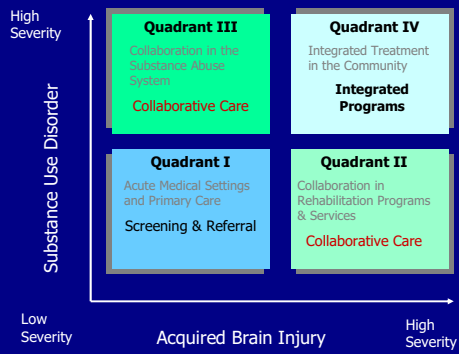 High
Severity
Quadrant III
Collaboration in the
Substance Abuse
System
Collaborative Care
Quadrant IV
Integrated Treatment
in the Community
Integrated
Programs
Substance Use Disorder
Quadrant I
Acute Medical Settings
and Primary Care
Screening & Referral
Quadrant II
Collaboration in
Rehabilitation Programs
& Services
Collaborative Care
Low
Severity
Acquired Brain Injury
High
Severity